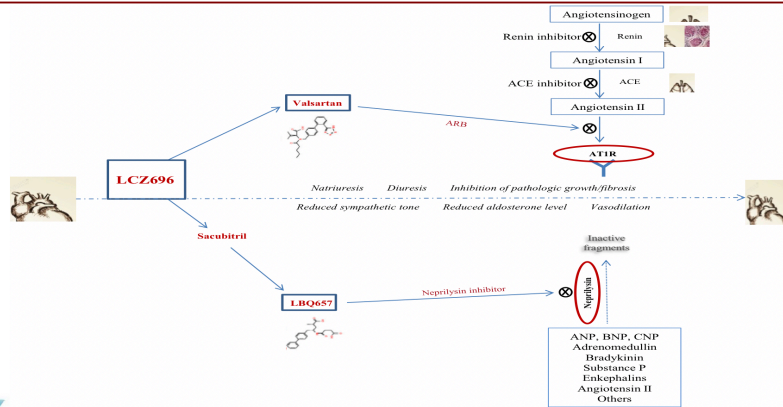 Angiotensinogen
Renin inhibitor
Renin
Angiotensin I
ACE inhibitor
ACE
Angiotensin II
Valsartan
ARB
AT1R
LCZ696
Natriuresis Diuresis Inhibition of pathologic growth/fibrosis
Reduced sympathetic tone Reduced aldosterone level Vasodilation
Sacubitril
Inactive
fragments
LBQ657
Neprilysin inhibitor
Neprilysin
ANP, BNP, CNP
Adrenomedullin
Bradykinin
Substance P
Enkephalins
Angiotensin II
Others